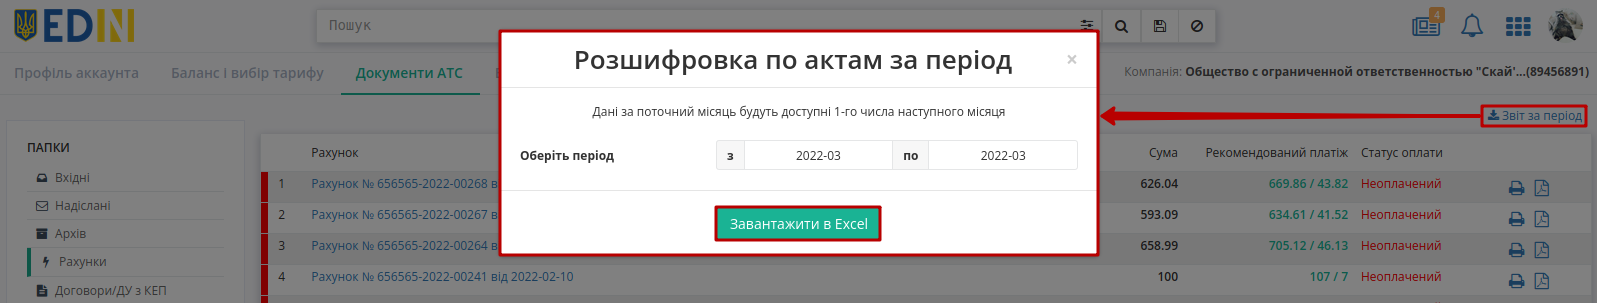 EDIN
Пошук
4
Профіль аккаунта
Баланс і вибір тарифу
Документи АТС
Компанія: Общество с ограниченной ответственностью "Скай'...(89456891)
Звіт за період
Розшифровка по актам за період
×
Дані за поточний місяць будуть доступні 1-го числа наступного місяця
Оберіть період з 2022-03 по 2022-03
Завантажити в Excel
ПАПКИ
Вхідні
Надіслані
Архів
Рахунки
Договори/ДУ з КЕП
Рахунок Сума Рекомендований платіж Статус оплати
1 Рахунок № 656565-2022-00268 в 626.04 669.86 / 43.82 Неоплачений
2 Рахунок № 656565-2022-00267 в 593.09 634.61 / 41.52 Неоплачений
3 Рахунок № 656565-2022-00264 в 658.99 705.12 / 46.13 Неоплачений
4 Рахунок № 656565-2022-00241 від 2022-02-10 100 107 / 7 Неоплачений